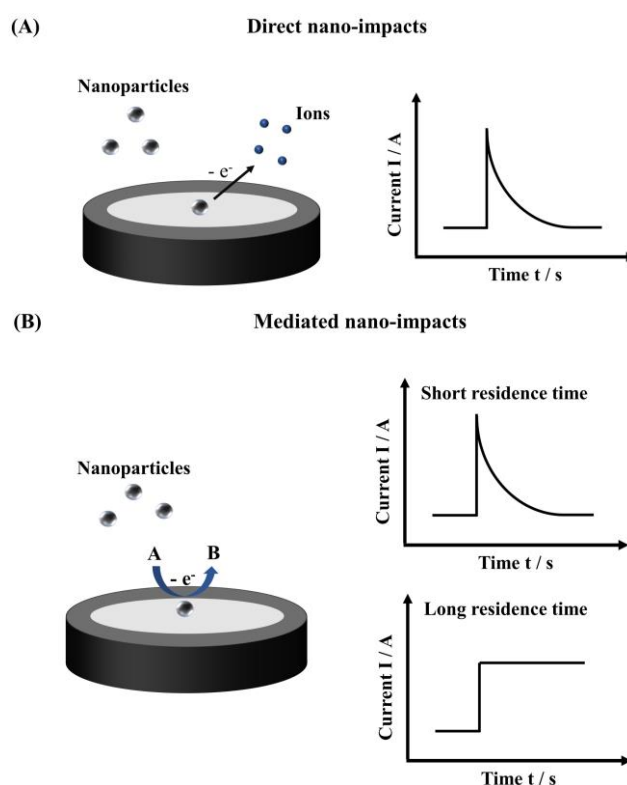 (A) Direct nano-impacts
Nanoparticles
Ions
- e-
Current I / A
Time t / s
(B) Mediated nano-impacts
Short residence time
Current I / A
Time t / s
Nanoparticles
A B
- e-
Long residence time
Current I / A
Time t / s